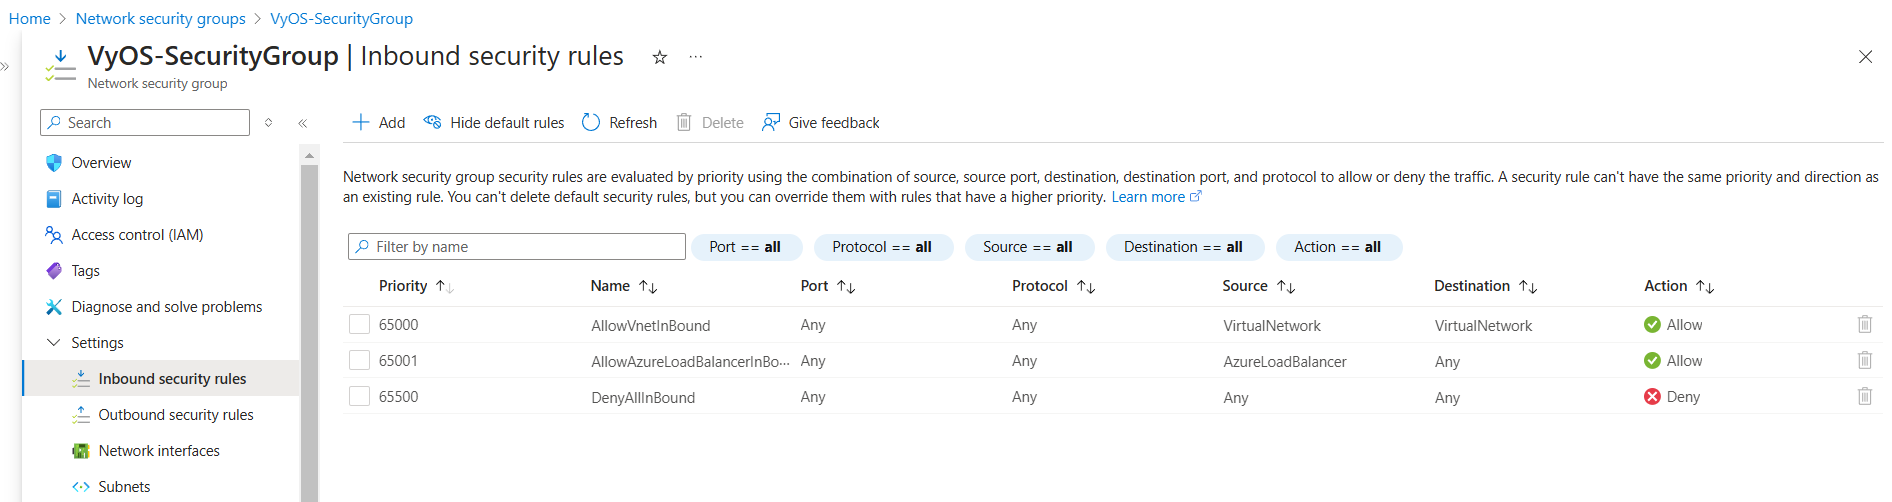 Home > Network security groups > VyOS-SecurityGroup
VyOS-SecurityGroup | Inbound security rules
Network security group
Search
Overview
Activity log
Access control (IAM)
Tags
Diagnose and solve problems
Settings
Inbound security rules
Outbound security rules
Network interfaces
Subnets
Add Hide default rules Refresh Delete Give feedback
Network security group security rules are evaluated by priority using the combination of source, source port, destination, destination port, and protocol to allow or deny the traffic. A security rule can't have the same priority and direction as
an existing rule. You can't delete default security rules, but you can override them with rules that have a higher priority. Learn more
Filter by name Port == all Protocol == all Source == all Destination == all Action == all
Priority Name Port Protocol Source Destination Action
65000 AllowVnetInBound Any Any VirtualNetwork VirtualNetwork Allow
65001 AllowAzureLoadBalancerInBo... Any Any AzureLoadBalancer Any Allow
65500 DenyAllInBound Any Any Any Any Deny